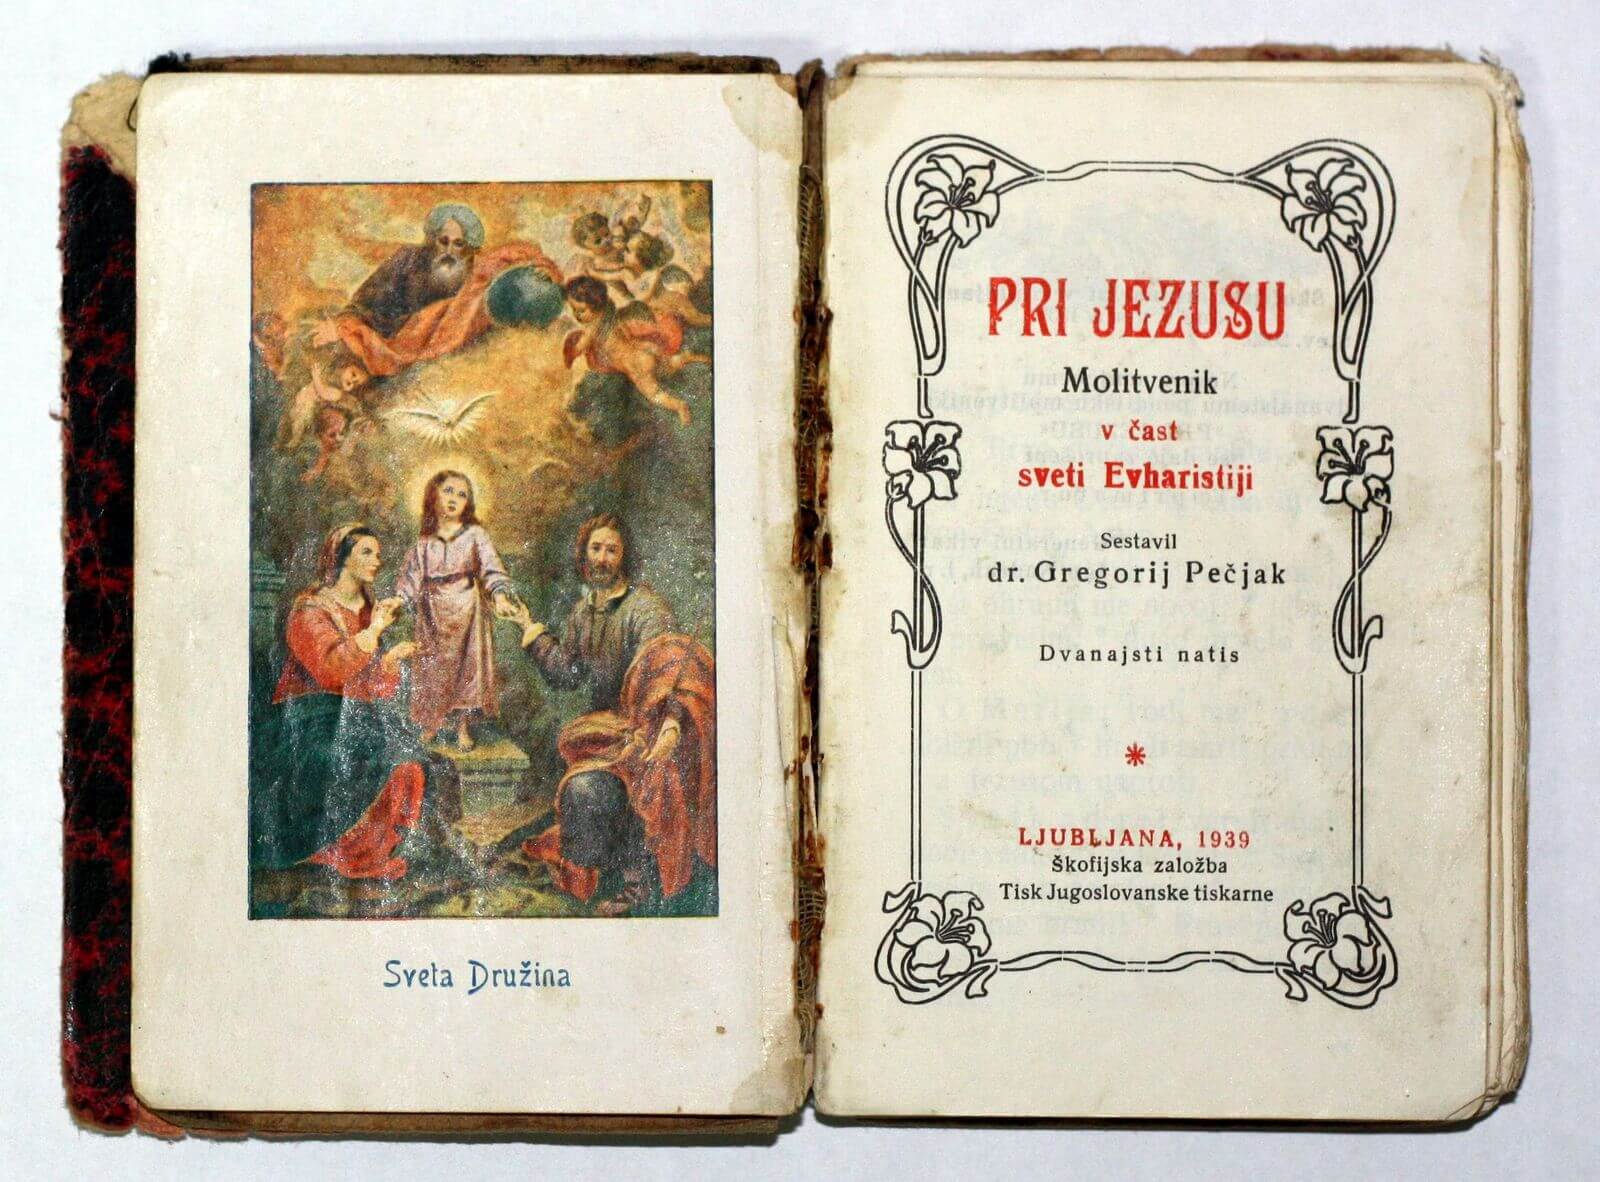 Sveta Družina
PRI JEZUSU
Molitvenik
v čast
sveti Evharistiji
Sestavil
dr. Gregorij Pečjak
Dvanajsti natis
*
LJUBLJANA, 1939
Škofijska založba
Tisk Jugoslovanske tiskarne